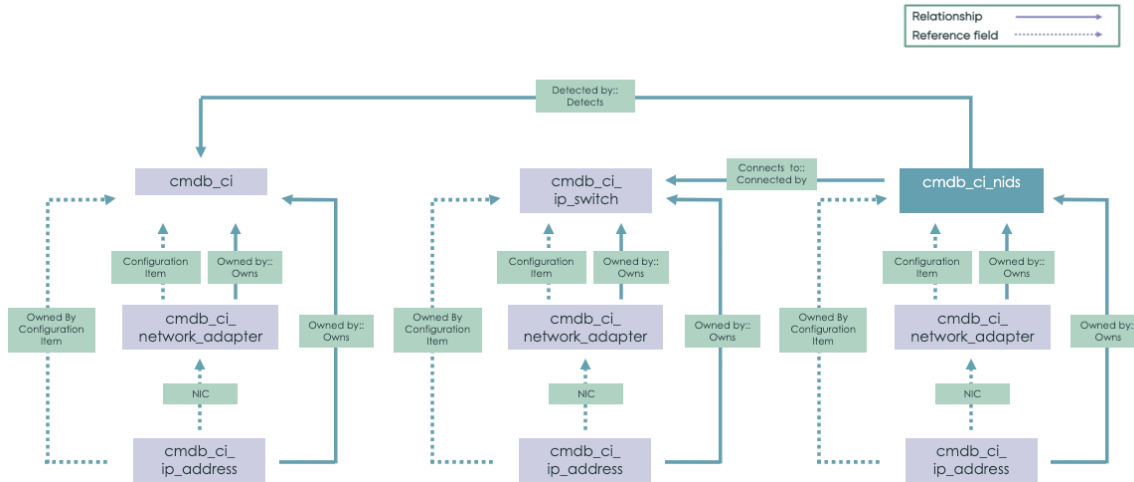 Relationship
Reference field
Detected by::
Detects
cmdb_ci
cmdb_ci_
ip_switch
Connects to::
Connected by
cmdb_ci_nids
Configuration
Item
Owned by::
Owns
Configuration
Item
Owned by::
Owns
Configuration
Item
Owned by::
Owns
Owned By
Configuration
Item
cmdb_ci_
network_adapter
Owned by::
Owns
Owned By
Configuration
Item
cmdb_ci_
network_adapter
Owned by::
Owns
Owned By
Configuration
Item
cmdb_ci_
network_adapter
Owned by::
Owns
NIC
NIC
NIC
cmdb_ci_
ip_address
cmdb_ci_
ip_address
cmdb_ci_
ip_address